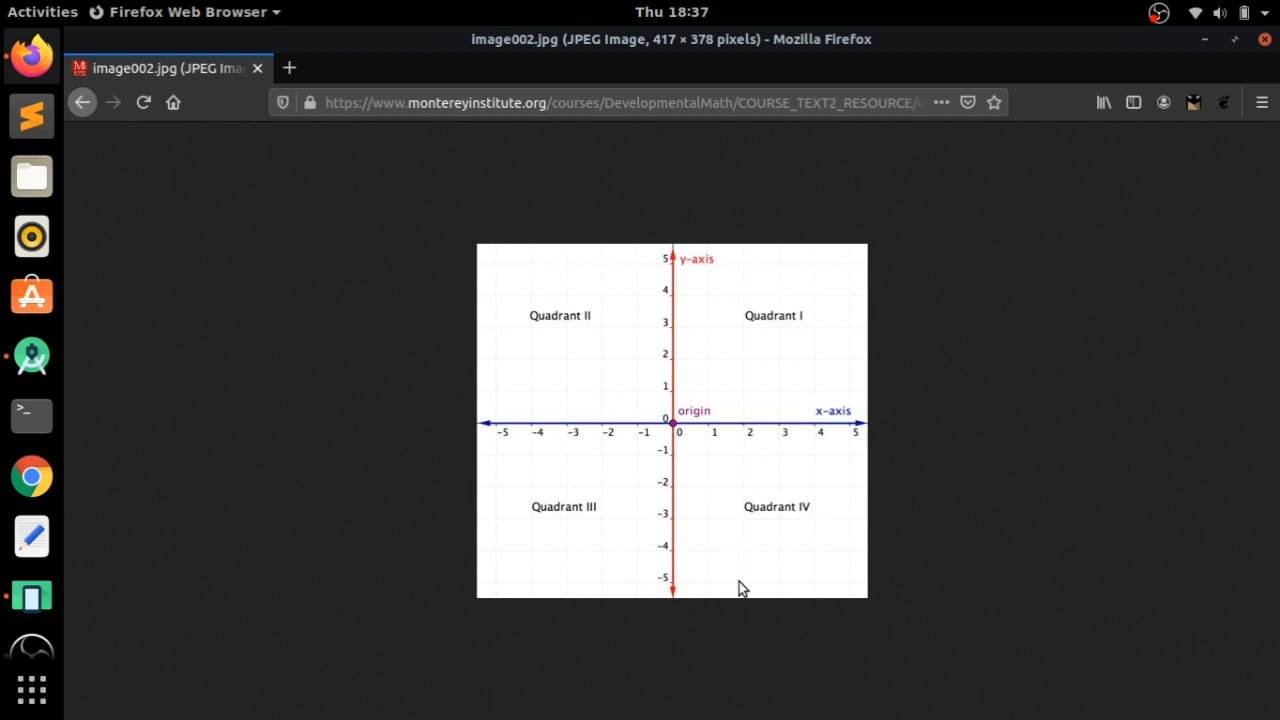 Activities Firefox Web Browser Thu 18:37
image002.jpg (JPEG Image, 417 × 378 pixels) - Mozilla Firefox
image002.jpg (JPEG Ima
https://www.montereyinstitute.org/courses/DevelopmentalMath/COURSE_TEXT2_RESOURCE/
5 y-axis
4
Quadrant II 3 Quadrant I
2
1
origin x-axis
0
-5 -4 -3 -2 -1 0 1 2 3 4 5
-1
-2
Quadrant III -3 Quadrant IV
-4
-5